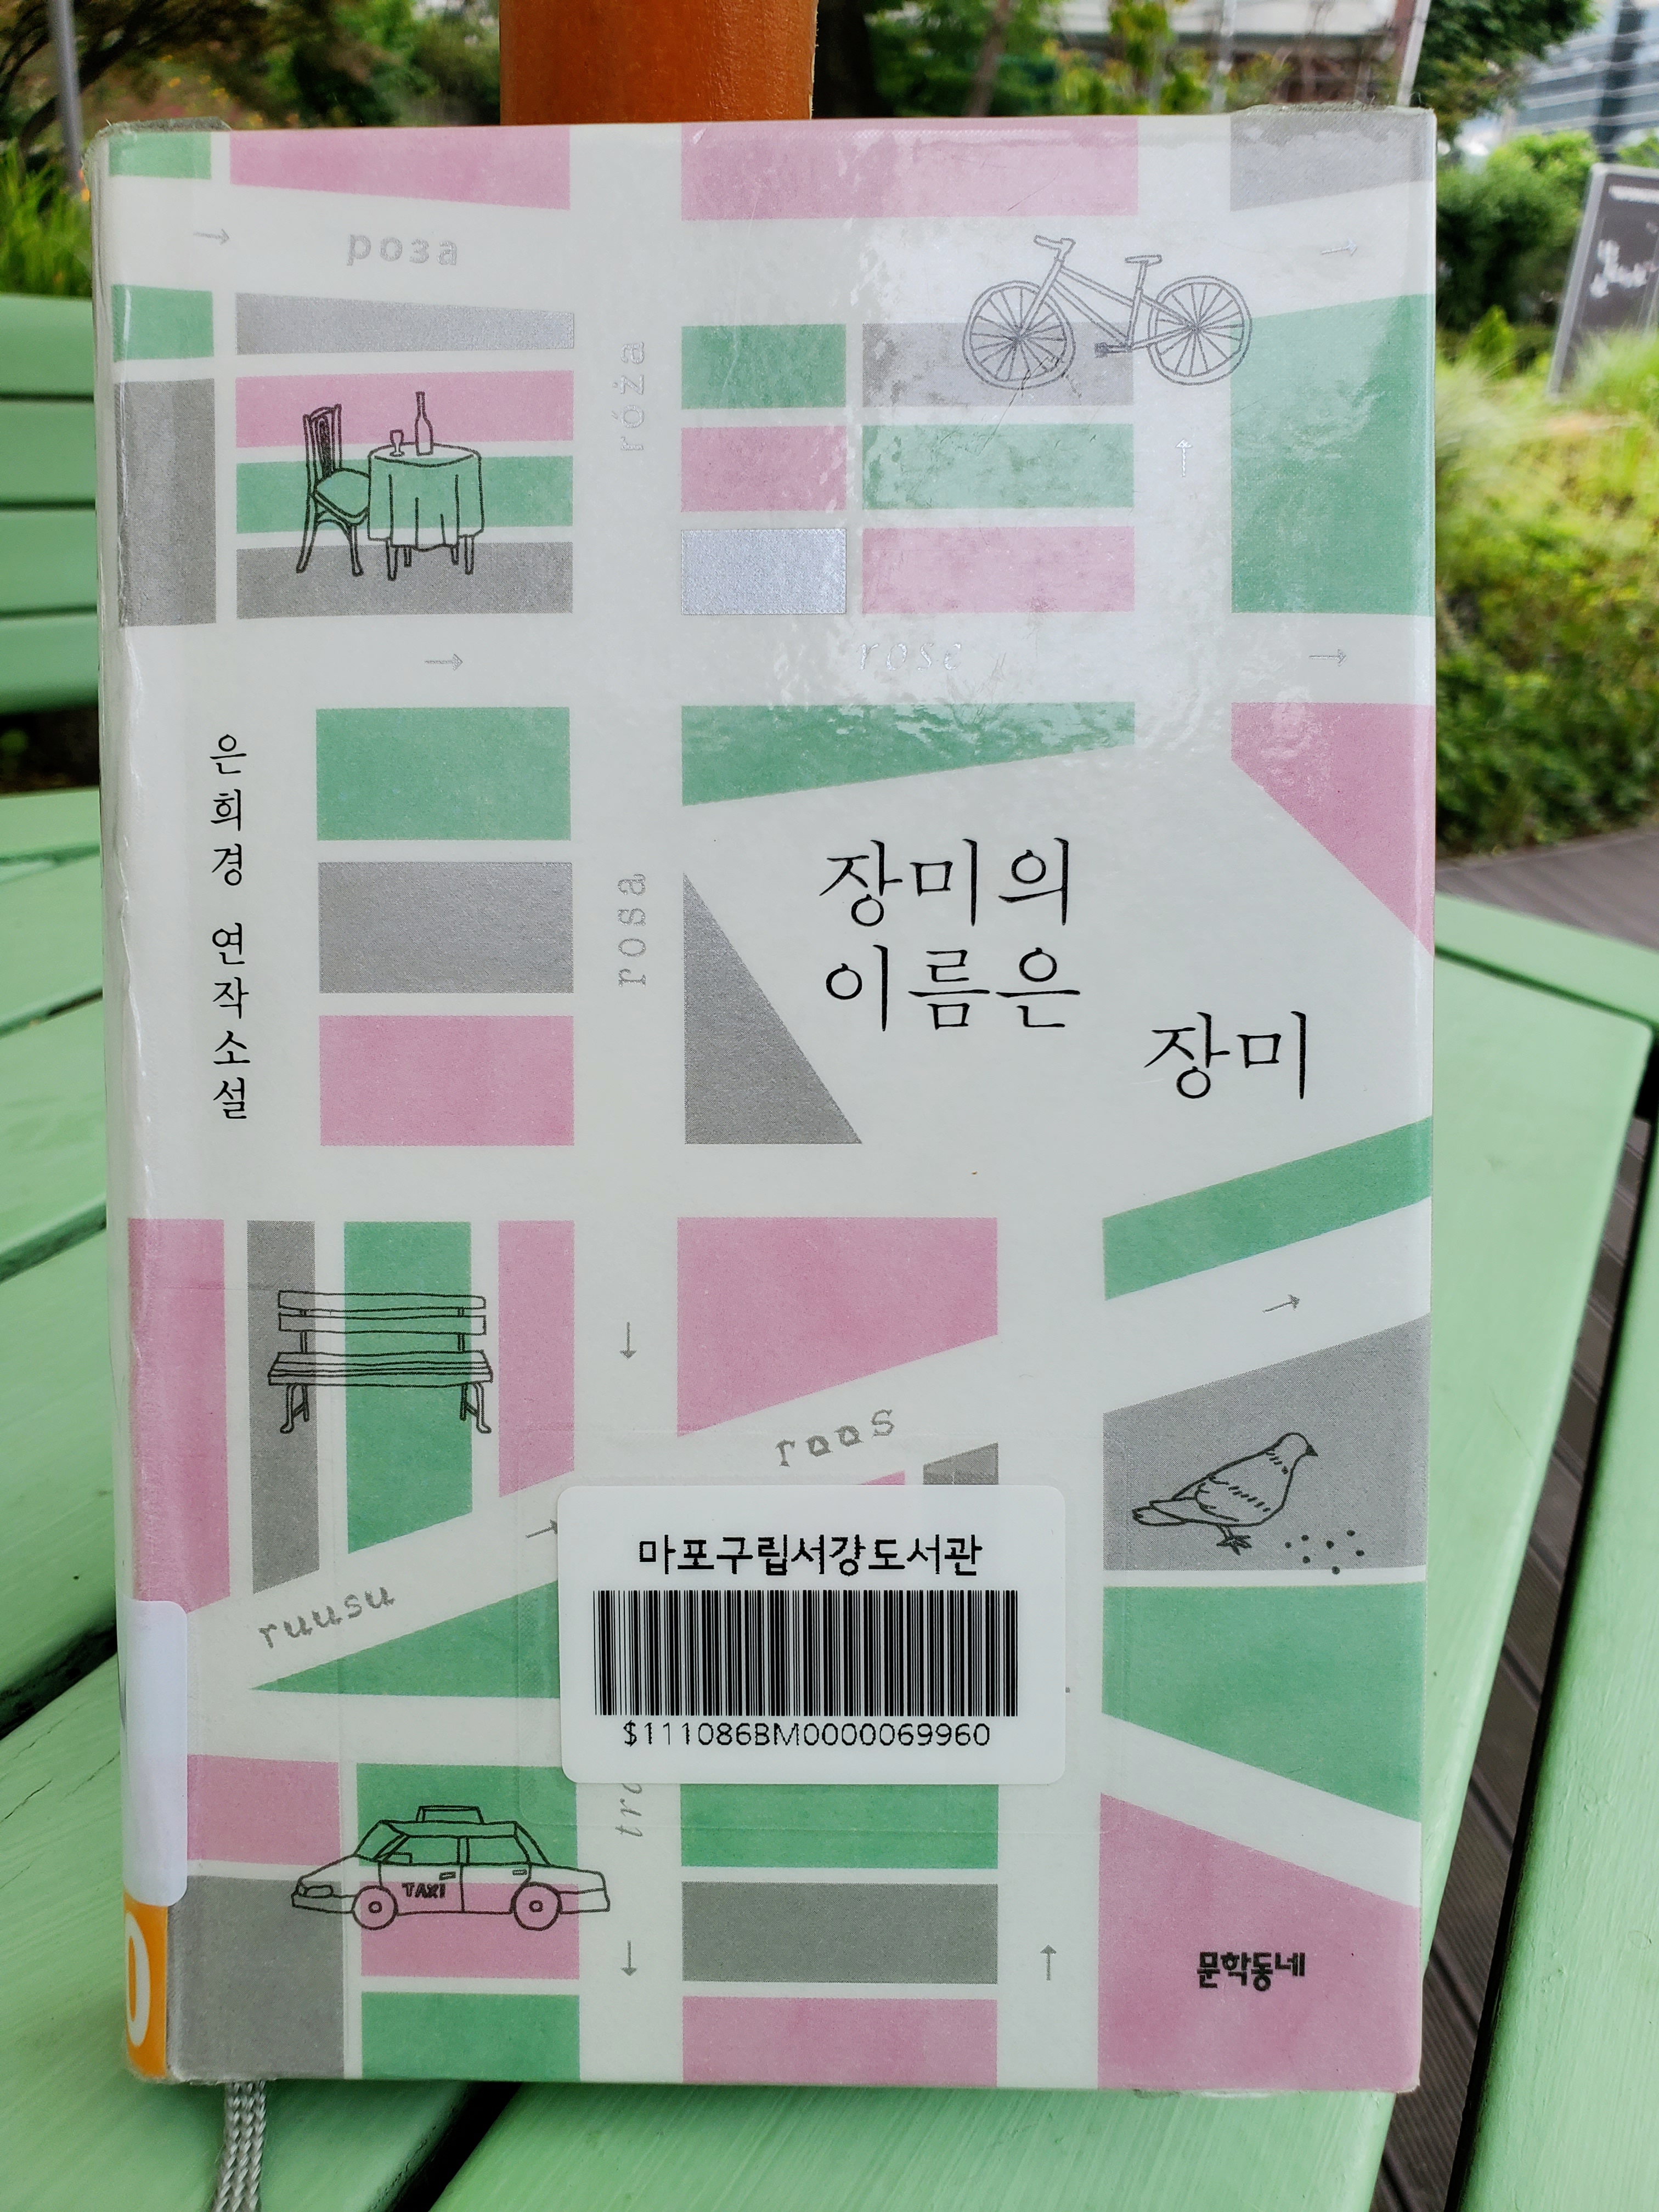 роза
róża
rose
은희경 연작소설
rosa
장미의
이름은
장미
roos
ruusu
마포구립서강도서관
$111086BM0000069960
TAXI
문학동네
0